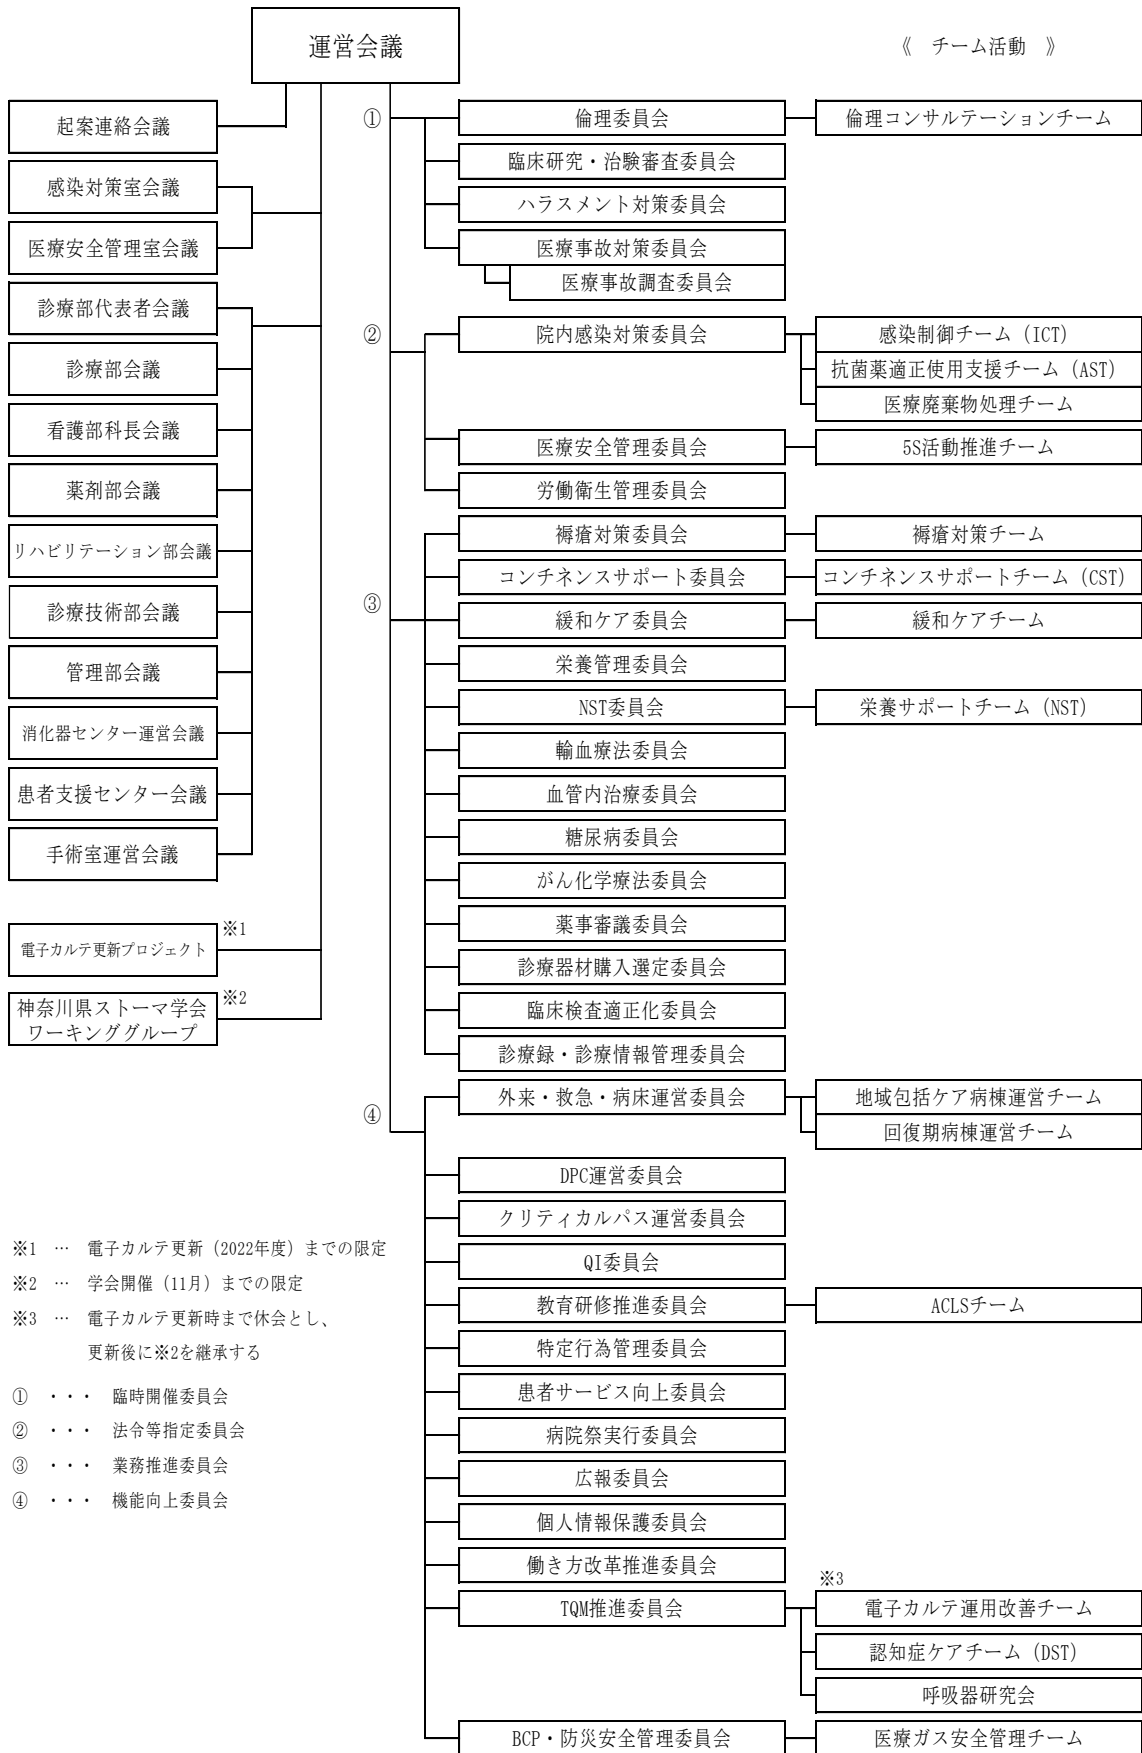 運営会議
《 チーム活動 》
起案連絡会議
感染対策室会議
医療安全管理室会議
診療部代表者会議
診療部会議
看護部科長会議
薬剤部会議
リハビリテーション部会議
診療技術部会議
管理部会議
消化器センター運営会議
患者支援センター会議
手術室運営会議
※1
電子カルテ更新プロジェクト
※2
神奈川県ストーマ学会
ワーキンググループ
①
倫理委員会
倫理コンサルテーションチーム
臨床研究・治験審査委員会
ハラスメント対策委員会
医療事故対策委員会
医療事故調査委員会
②
院内感染対策委員会
感染制御チーム（ICT）
抗菌薬適正使用支援チーム（AST）
医療廃棄物処理チーム
医療安全管理委員会
5S活動推進チーム
労働衛生管理委員会
③
褥瘡対策委員会
褥瘡対策チーム
コンチネンスサポート委員会
コンチネンスサポートチーム（CST）
緩和ケア委員会
緩和ケアチーム
栄養管理委員会
NST委員会
栄養サポートチーム（NST）
輸血療法委員会
血管内治療委員会
糖尿病委員会
がん化学療法委員会
薬事審議委員会
診療器材購入選定委員会
臨床検査適正化委員会
診療録・診療情報管理委員会
④
外来・救急・病床運営委員会
地域包括ケア病棟運営チーム
回復期病棟運営チーム
DPC運営委員会
クリティカルパス運営委員会
QI委員会
教育研修推進委員会
ACLSチーム
特定行為管理委員会
患者サービス向上委員会
病院祭実行委員会
広報委員会
個人情報保護委員会
働き方改革推進委員会
TQM推進委員会
※3
電子カルテ運用改善チーム
認知症ケアチーム（DST）
呼吸器研究会
BCP・防災安全管理委員会
医療ガス安全管理チーム
※1 … 電子カルテ更新（2022年度）までの限定
※2 … 学会開催（11月）までの限定
※3 … 電子カルテ更新時まで休会とし、
更新後に※2を継承する
① ・・・ 臨時開催委員会
② ・・・ 法令等指定委員会
③ ・・・ 業務推進委員会
④ ・・・ 機能向上委員会